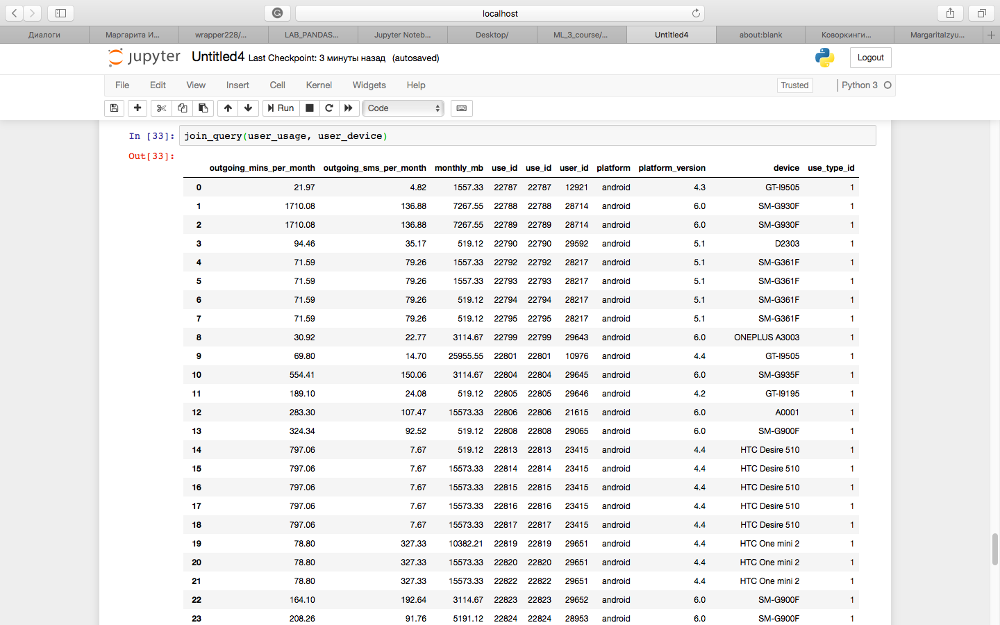 localhost
Диалоги Маргарита И... wrapper228/... LAB_PANDAS... Jupyter Noteb... Desktop/ ML_3_course/... Untitled4 about:blank Коворкинги... MargaritaIzyu... +
jupyter Untitled4 Last Checkpoint: 3 минуты назад (autosaved) Logout
File Edit View Insert Cell Kernel Widgets Help Trusted Python 3
Run Code
In [33]: join_query(user_usage, user_device)
Out[33]:
outgoing_mins_per_month outgoing_sms_per_month monthly_mb use_id use_id user_id platform platform_version device use_type_id
0 21.97 4.82 1557.33 22787 22787 12921 android 4.3 GT-I9505 1
1 1710.08 136.88 7267.55 22788 22788 28714 android 6.0 SM-G930F 1
2 1710.08 136.88 7267.55 22789 22789 28714 android 6.0 SM-G930F 1
3 94.46 35.17 519.12 22790 22790 29592 android 5.1 D2303 1
4 71.59 79.26 1557.33 22792 22792 28217 android 5.1 SM-G361F 1
5 71.59 79.26 1557.33 22793 22793 28217 android 5.1 SM-G361F 1
6 71.59 79.26 519.12 22794 22794 28217 android 5.1 SM-G361F 1
7 71.59 79.26 519.12 22795 22795 28217 android 5.1 SM-G361F 1
8 30.92 22.77 3114.67 22799 22799 29643 android 6.0 ONEPLUS A3003 1
9 69.80 14.70 25955.55 22801 22801 10976 android 4.4 GT-I9505 1
10 554.41 150.06 3114.67 22804 22804 29645 android 6.0 SM-G935F 1
11 189.10 24.08 519.12 22805 22805 29646 android 4.2 GT-I9195 1
12 283.30 107.47 15573.33 22806 22806 21615 android 6.0 A0001 1
13 324.34 92.52 519.12 22808 22808 29065 android 6.0 SM-G900F 1
14 797.06 7.67 519.12 22813 22813 23415 android 4.4 HTC Desire 510 1
15 797.06 7.67 15573.33 22814 22814 23415 android 4.4 HTC Desire 510 1
16 797.06 7.67 15573.33 22815 22815 23415 android 4.4 HTC Desire 510 1
17 797.06 7.67 15573.33 22816 22816 23415 android 4.4 HTC Desire 510 1
18 797.06 7.67 15573.33 22817 22817 23415 android 4.4 HTC Desire 510 1
19 78.80 327.33 10382.21 22819 22819 29651 android 4.4 HTC One mini 2 1
20 78.80 327.33 15573.33 22820 22820 29651 android 4.4 HTC One mini 2 1
21 78.80 327.33 15573.33 22822 22822 29651 android 4.4 HTC One mini 2 1
22 164.10 192.64 3114.67 22823 22823 29652 android 6.0 SM-G900F 1
23 208.26 91.76 5191.12 22824 22824 28953 android 6.0 SM-G900F 1